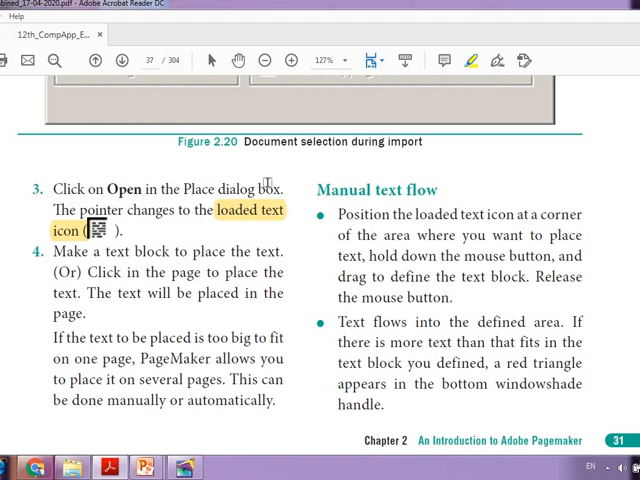 bined_17-04-2020.pdf - Adobe Acrobat Reader DC
Help
12th_CompApp_E... ×
37 / 304
127%
Figure 2.20 Document selection during import
3. Click on Open in the Place dialog box.
The pointer changes to the loaded text
icon ( ).
4. Make a text block to place the text.
(Or) Click in the page to place the
text. The text will be placed in the
page.
If the text to be placed is too big to fit
on one page, PageMaker allows you
to place it on several pages. This can
be done manually or automatically.
Manual text flow
● Position the loaded text icon at a corner
of the area where you want to place
text, hold down the mouse button, and
drag to define the text block. Release
the mouse button.
● Text flows into the defined area. If
there is more text than that fits in the
text block you defined, a red triangle
appears in the bottom windowshade
handle.
Chapter 2 An Introduction to Adobe Pagemaker 31
EN